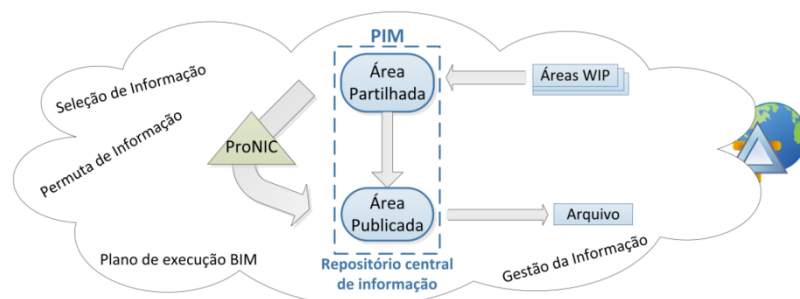 PIM
Seleção de Informação
Área
Partilhada
Áreas WIP
Permuta de Informação
ProNIC
Área
Publicada
Arquivo
Plano de execução BIM
Repositório central
de informação
Gestão da Informação